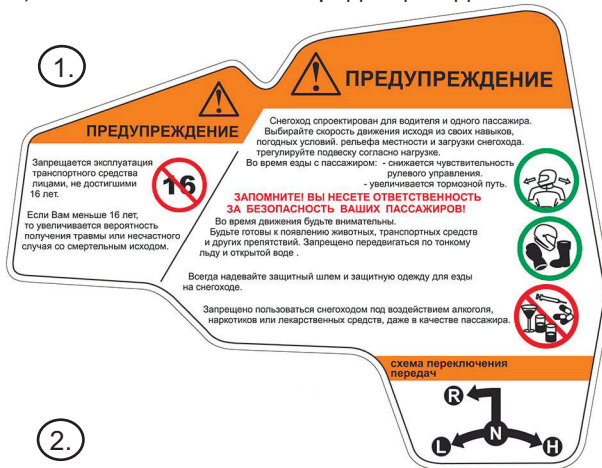 1.
ПРЕДУПРЕЖДЕНИЕ
Запрещается эксплуатация
транспортного средства
лицами, не достигшими
16 лет.
16
Если Вам меньше 16 лет,
то увеличивается вероятность
получения травмы или несчастного
случая со смертельным исходом.
ПРЕДУПРЕЖДЕНИЕ
Снегоход спроектирован для водителя и одного пассажира.
Выбирайте скорость движения исходя из своих навыков,
погодных условий. рельефа местности и загрузки снегохода.
трегулируйте подвеску согласно нагрузке.
Во время езды с пассажиром: - снижается чувствительность
рулевого управления.
- увеличивается тормозной путь.
ЗАПОМНИТЕ! ВЫ НЕСЕТЕ ОТВЕТСТВЕННОСТЬ
ЗА БЕЗОПАСНОСТЬ ВАШИХ ПАССАЖИРОВ!
Во время движения будьте внимательны.
Будьте готовы к появлению животных, транспортных средств
и других препятствий. Запрещено передвигаться по тонкому
льду и открытой воде .
Всегда надевайте защитный шлем и защитную одежду для езды
на снегоходе.
Запрещено пользоваться снегоходом под воздействием алкоголя,
наркотиков или лекарственных средств, даже в качестве пассажира.
схема переключения
передач
R
L N H
2.